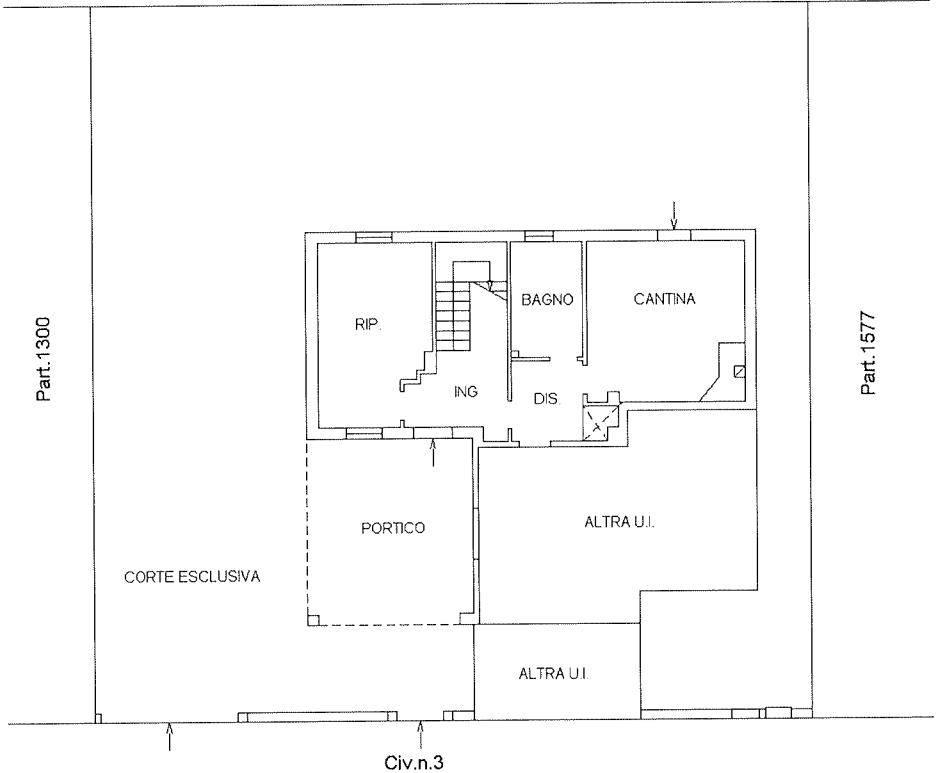 BAGNO
CANTINA
RIP.
Part.1300
Part.1577
ING
DIS.
PORTICO
ALTRA U.I.
CORTE ESCLUSIVA
ALTRA U.I.
Civ.n.3